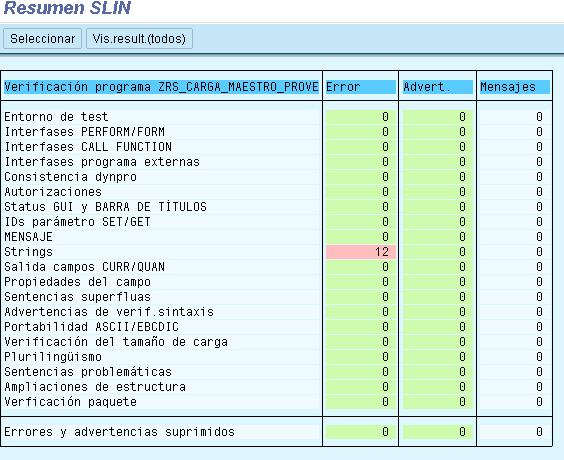 Resumen SLIN
Seleccionar Vis.result.(todos)
Verificación programa ZRS_CARGA_MAESTRO_PROVE Error Advert. Mensajes
Entorno de test 0 0 0
Interfases PERFORM/FORM 0 0 0
Interfases CALL FUNCTION 0 0 0
Interfases programa externas 0 0 0
Consistencia dynpro 0 0 0
Autorizaciones 0 0 0
Status GUI y BARRA DE TÍTULOS 0 0 0
IDs parámetro SET/GET 0 0 0
MENSAJE 0 0 0
Strings 12 0 0
Salida campos CURR/QUAN 0 0 0
Propiedades del campo 0 0 0
Sentencias superfluas 0 0 0
Advertencias de verif.sintaxis 0 0 0
Portabilidad ASCII/EBCDIC 0 0 0
Verificación del tamaño de carga 0 0 0
Plurilingüismo 0 0 0
Sentencias problemáticas 0 0 0
Ampliaciones de estructura 0 0 0
Verficación paquete 0 0 0
Errores y advertencias suprimidos 0 0 0